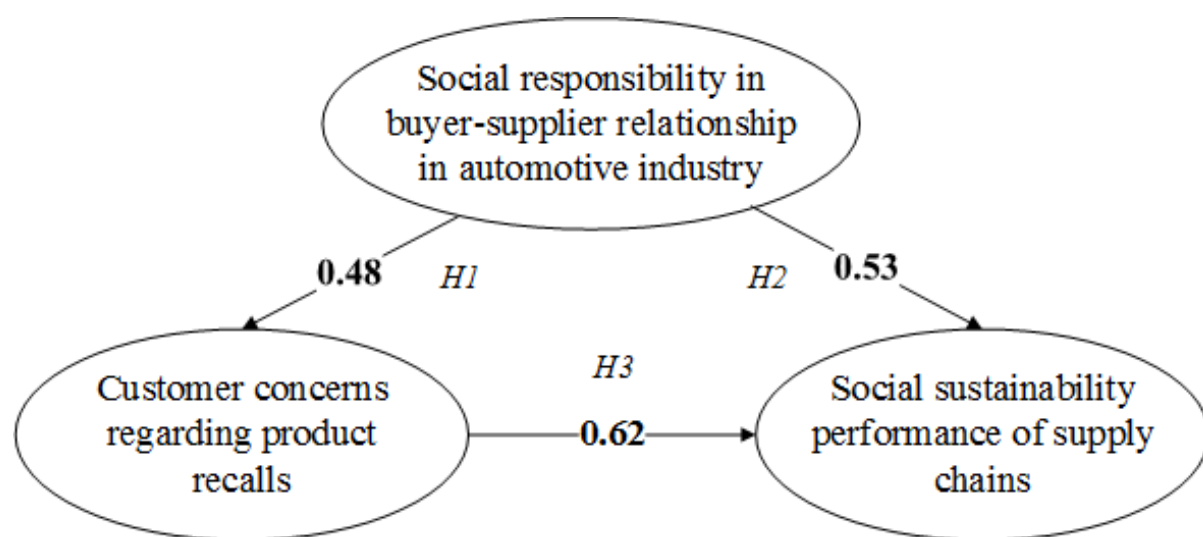 Social responsibility in
buyer-supplier relationship
in automotive industry
0.48
H1
H2
0.53
H3
Customer concerns
regarding product
recalls
0.62
Social sustainability
performance of supply
chains